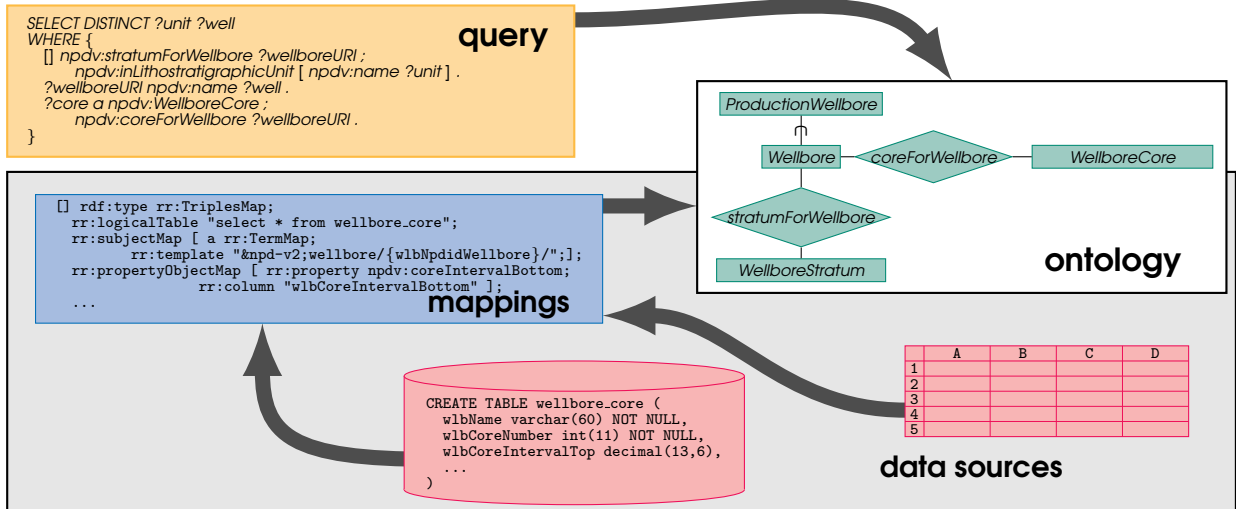 SELECT DISTINCT ?unit ?well
WHERE {
[] npdv:stratumForWellbore ?wellboreURI ;
npdv:inLithostratigraphicUnit [ npdv:name ?unit ] .
?wellboreURI npdv:name ?well .
?core a npdv:WellboreCore ;
npdv:coreForWellbore ?wellboreURI .
}
query
ProductionWellbore
∩
Wellbore
coreForWellbore
WellboreCore
stratumForWellbore
WellboreStratum
ontology
[] rdf:type rr:TriplesMap;
rr:logicalTable "select * from wellbore_core";
rr:subjectMap [ a rr:TermMap;
rr:template "&npd-v2;wellbore/{wlbNpdidWellbore}/";];
rr:propertyObjectMap [ rr:property npdv:coreIntervalBottom;
rr:column "wlbCoreIntervalBottom" ];
...
mappings
CREATE TABLE wellbore_core (
wlbName varchar(60) NOT NULL,
wlbCoreNumber int(11) NOT NULL,
wlbCoreIntervalTop decimal(13,6),
...
)
A B C D
1
2
3
4
5
data sources